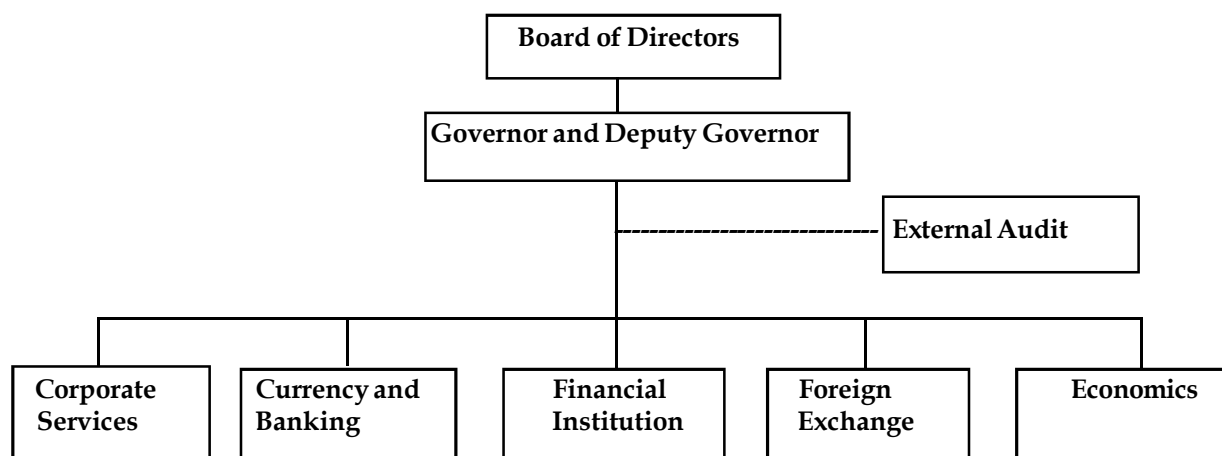 Board of Directors
Governor and Deputy Governor
External Audit
Corporate
Services
Currency and
Banking
Financial
Institution
Foreign
Exchange
Economics